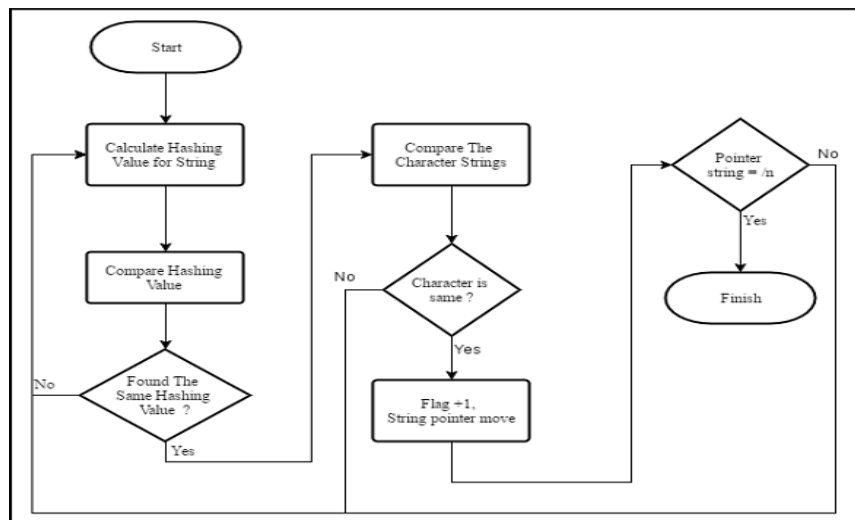 Start
Calculate Hashing
Value for String
Compare Hashing
Value
Found The
Same Hashing
Value ?
No
Yes
Compare The
Character Strings
Character is
same ?
No
Yes
Flag +1,
String pointer move
Pointer
string = /n
No
Yes
Finish